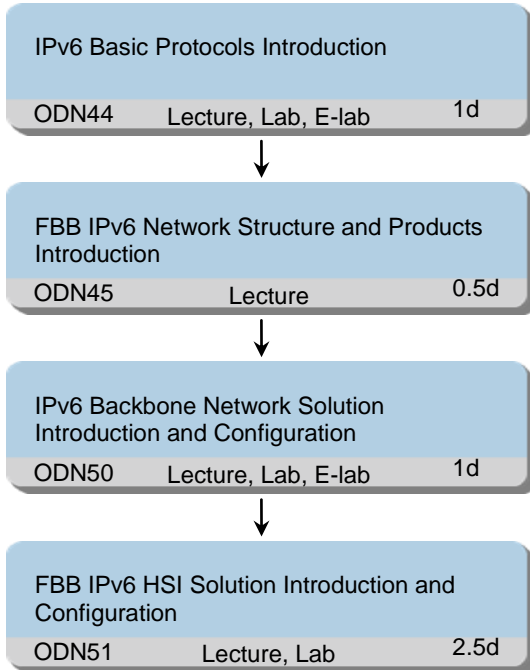 IPv6 Basic Protocols Introduction
ODN44 Lecture, Lab, E-lab 1d
FBB IPv6 Network Structure and Products
Introduction
ODN45 Lecture 0.5d
IPv6 Backbone Network Solution
Introduction and Configuration
ODN50 Lecture, Lab, E-lab 1d
FBB IPv6 HSI Solution Introduction and
Configuration
ODN51 Lecture, Lab 2.5d